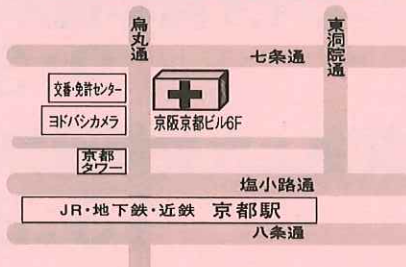 烏丸通
東洞院通
七条通
交番・免許センター
ヨドバシカメラ
京阪京都ビル6F
京都
タワー
塩小路通
JR・地下鉄・近鉄 京都駅
八条通